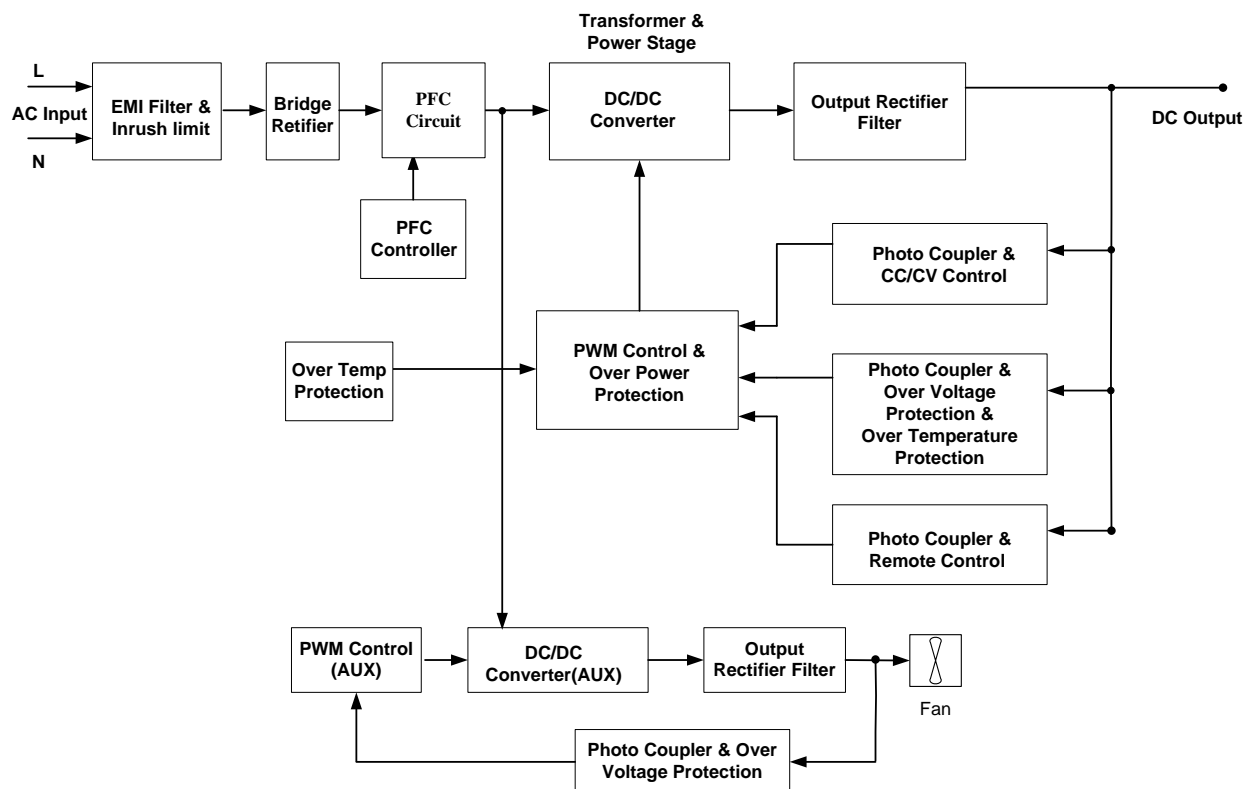 Transformer &
Power Stage
L
AC Input
N
EMI Filter &
Inrush limit
Bridge
Retifier
PFC
Circuit
DC/DC
Converter
Output Rectifier
Filter
DC Output
PFC
Controller
Photo Coupler &
CC/CV Control
Over Temp
Protection
PWM Control &
Over Power
Protection
Photo Coupler &
Over Voltage
Protection &
Over Temperature
Protection
Photo Coupler &
Remote Control
PWM Control
(AUX)
DC/DC
Converter(AUX)
Output
Rectifier Filter
Fan
Photo Coupler & Over
Voltage Protection